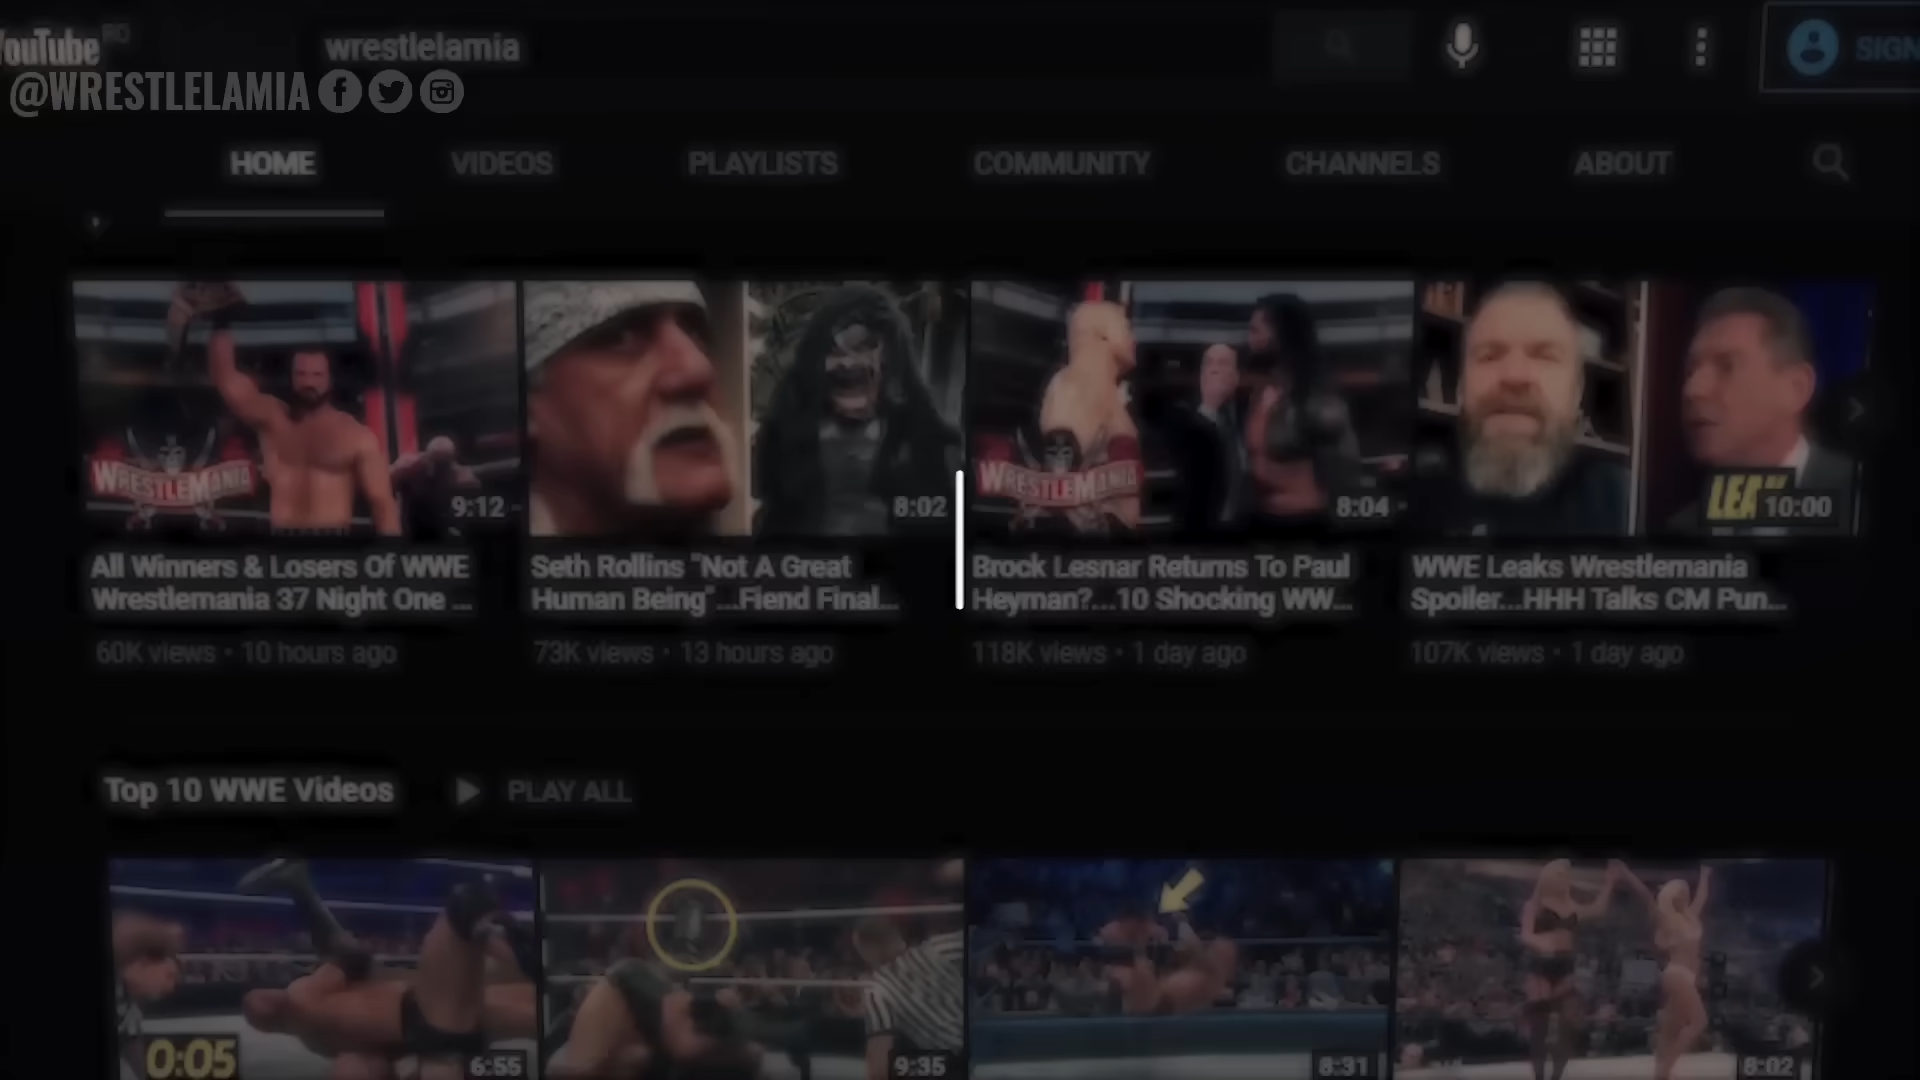 YouTube RO
wrestlelamia
SIGN
@WRESTLELAMIA
HOME
VIDEOS
PLAYLISTS
COMMUNITY
CHANNELS
ABOUT
WRESTLEMANIA
9:12
8:02
WRESTLEMANIA
8:04
LEA
10:00
All Winners & Losers Of WWE
Wrestlemania 37 Night One ...
60K views • 10 hours ago
Seth Rollins "Not A Great
Human Being"...Fiend Final...
73K views • 13 hours ago
Brock Lesnar Returns To Paul
Heyman?...10 Shocking WW...
118K views • 1 day ago
WWE Leaks Wrestlemania
Spoiler...HHH Talks CM Pun...
107K views • 1 day ago
Top 10 WWE Videos
PLAY ALL
0:05
6:55
9:35
8:31
8:02